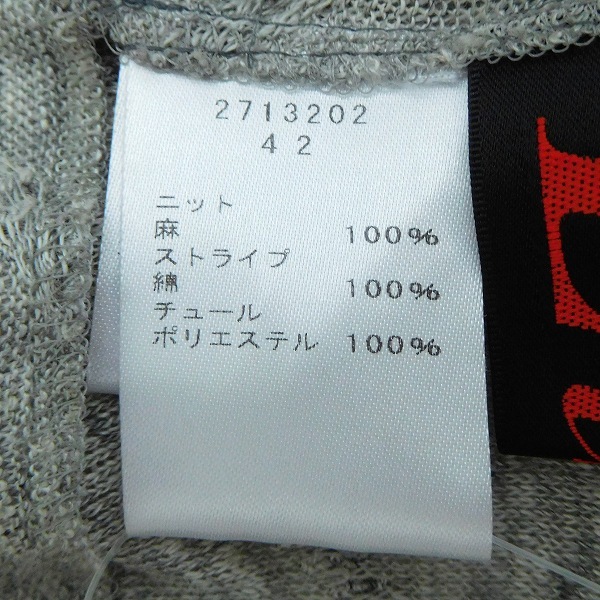 2713202
42
ニット
麻 100%
ストライプ
綿 100%
チュール
ポリエステル 100%